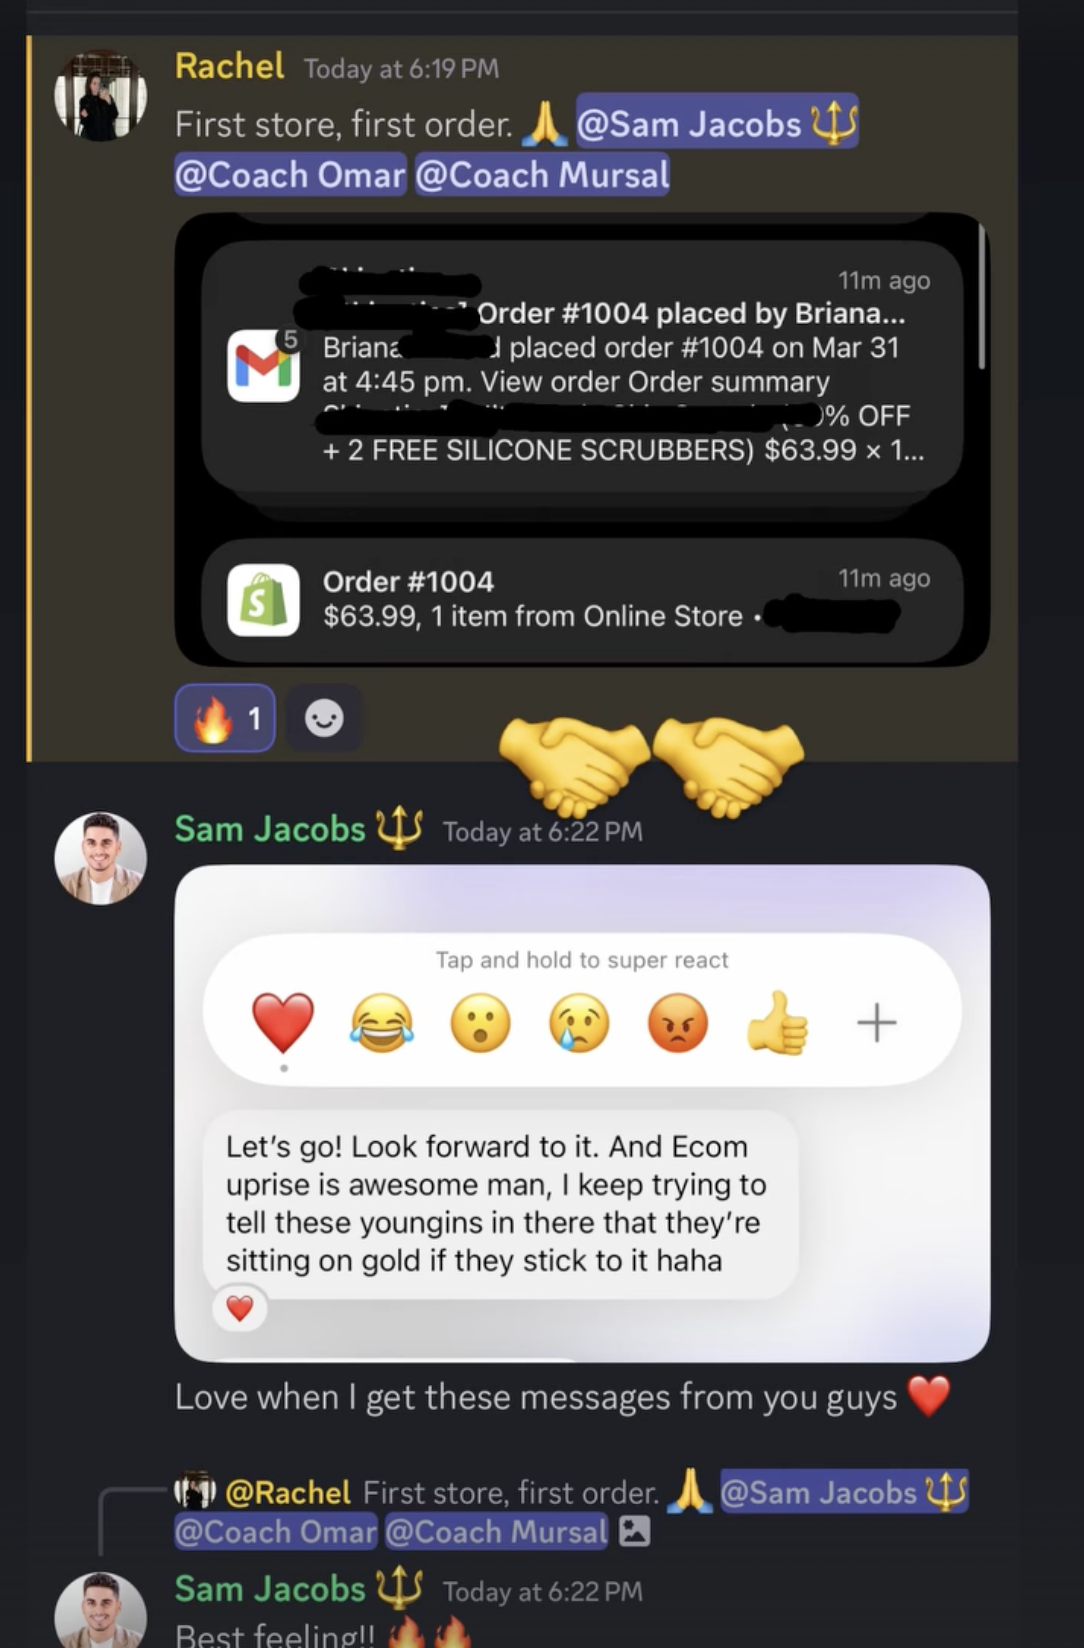 Rachel Today at 6:19 PM
First store, first order. 🙏 @Sam Jacobs 🔱
@Coach Omar @Coach Mursal
11m ago
Order #1004 placed by Briana...
5
Briana d placed order #1004 on Mar 31
at 4:45 pm. View order Order summary
% OFF
+ 2 FREE SILICONE SCRUBBERS) $63.99 × 1...
Order #1004 11m ago
$63.99, 1 item from Online Store •
🔥 1
Sam Jacobs 🔱 Today at 6:22 PM
Tap and hold to super react
Let's go! Look forward to it. And Ecom
uprise is awesome man, I keep trying to
tell these youngins in there that they're
sitting on gold if they stick to it haha
Love when I get these messages from you guys ❤️
@Rachel First store, first order. 🙏 @Sam Jacobs 🔱
@Coach Omar @Coach Mursal
Sam Jacobs 🔱 Today at 6:22 PM
Best feeling!! 🔥🔥